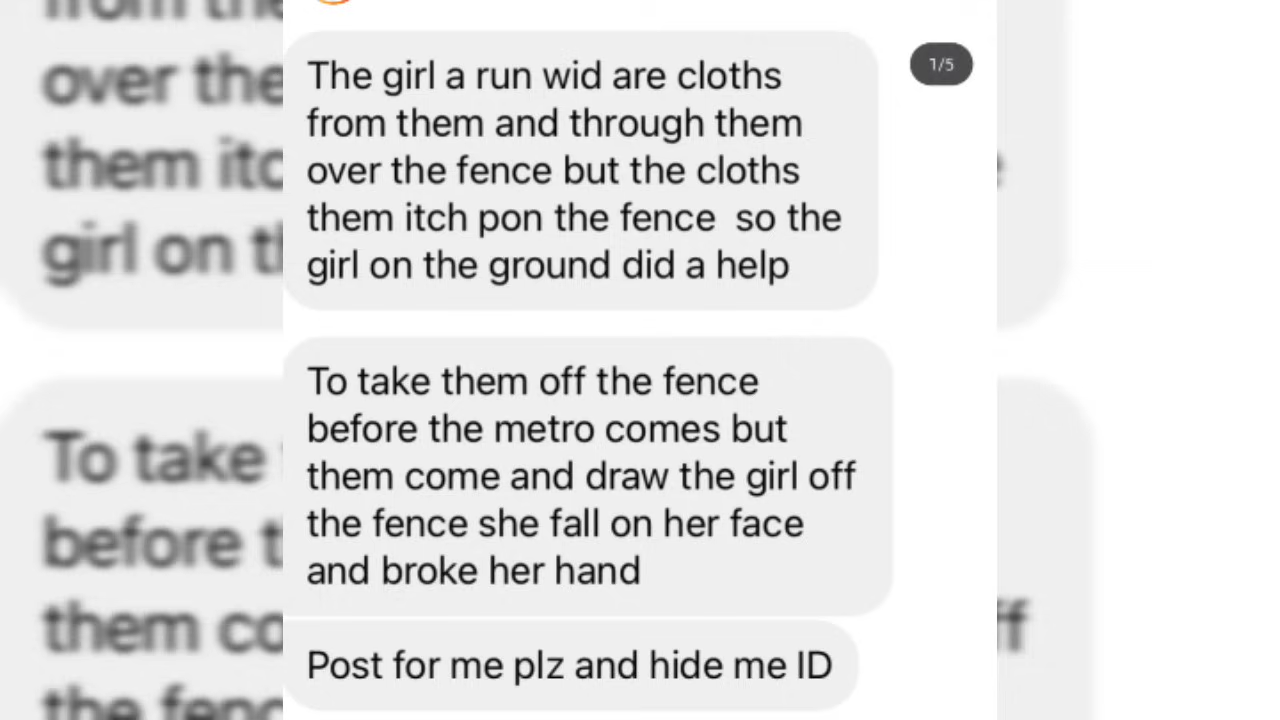 1/5
The girl a run wid are cloths
from them and through them
over the fence but the cloths
them itch pon the fence  so the
girl on the ground did a help
To take them off the fence
before the metro comes but
them come and draw the girl off
the fence she fall on her face
and broke her hand
Post for me plz and hide me ID